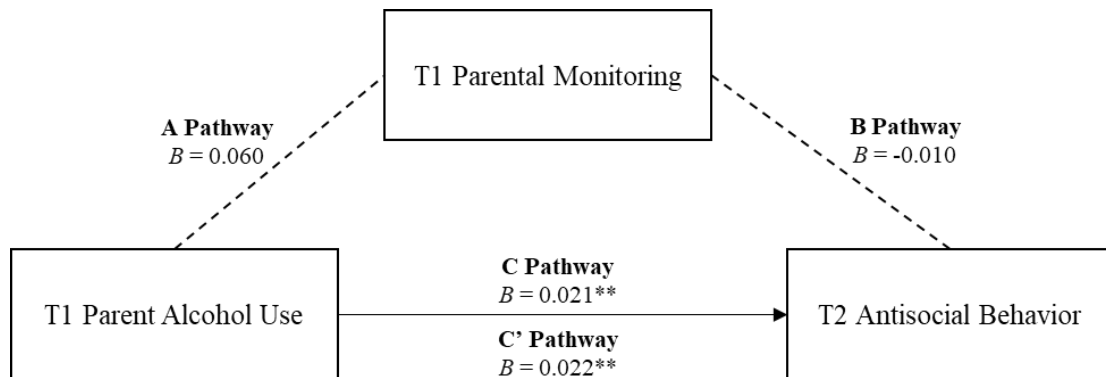 T1 Parental Monitoring
A Pathway
B = 0.060
B Pathway
B = -0.010
T1 Parent Alcohol Use
C Pathway
B = 0.021**
C’ Pathway
B = 0.022**
T2 Antisocial Behavior